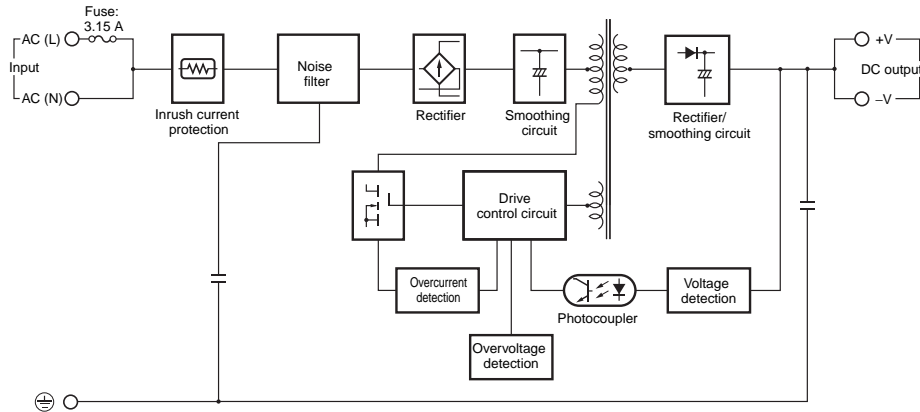 Fuse:
3.15 A
AC (L)
Input
AC (N)
Inrush current
protection
Noise
filter
Rectifier
Smoothing
circuit
Rectifier/
smoothing circuit
+V
DC output
–V
Drive
control circuit
Overcurrent
detection
Overvoltage
detection
Photocoupler
Voltage
detection